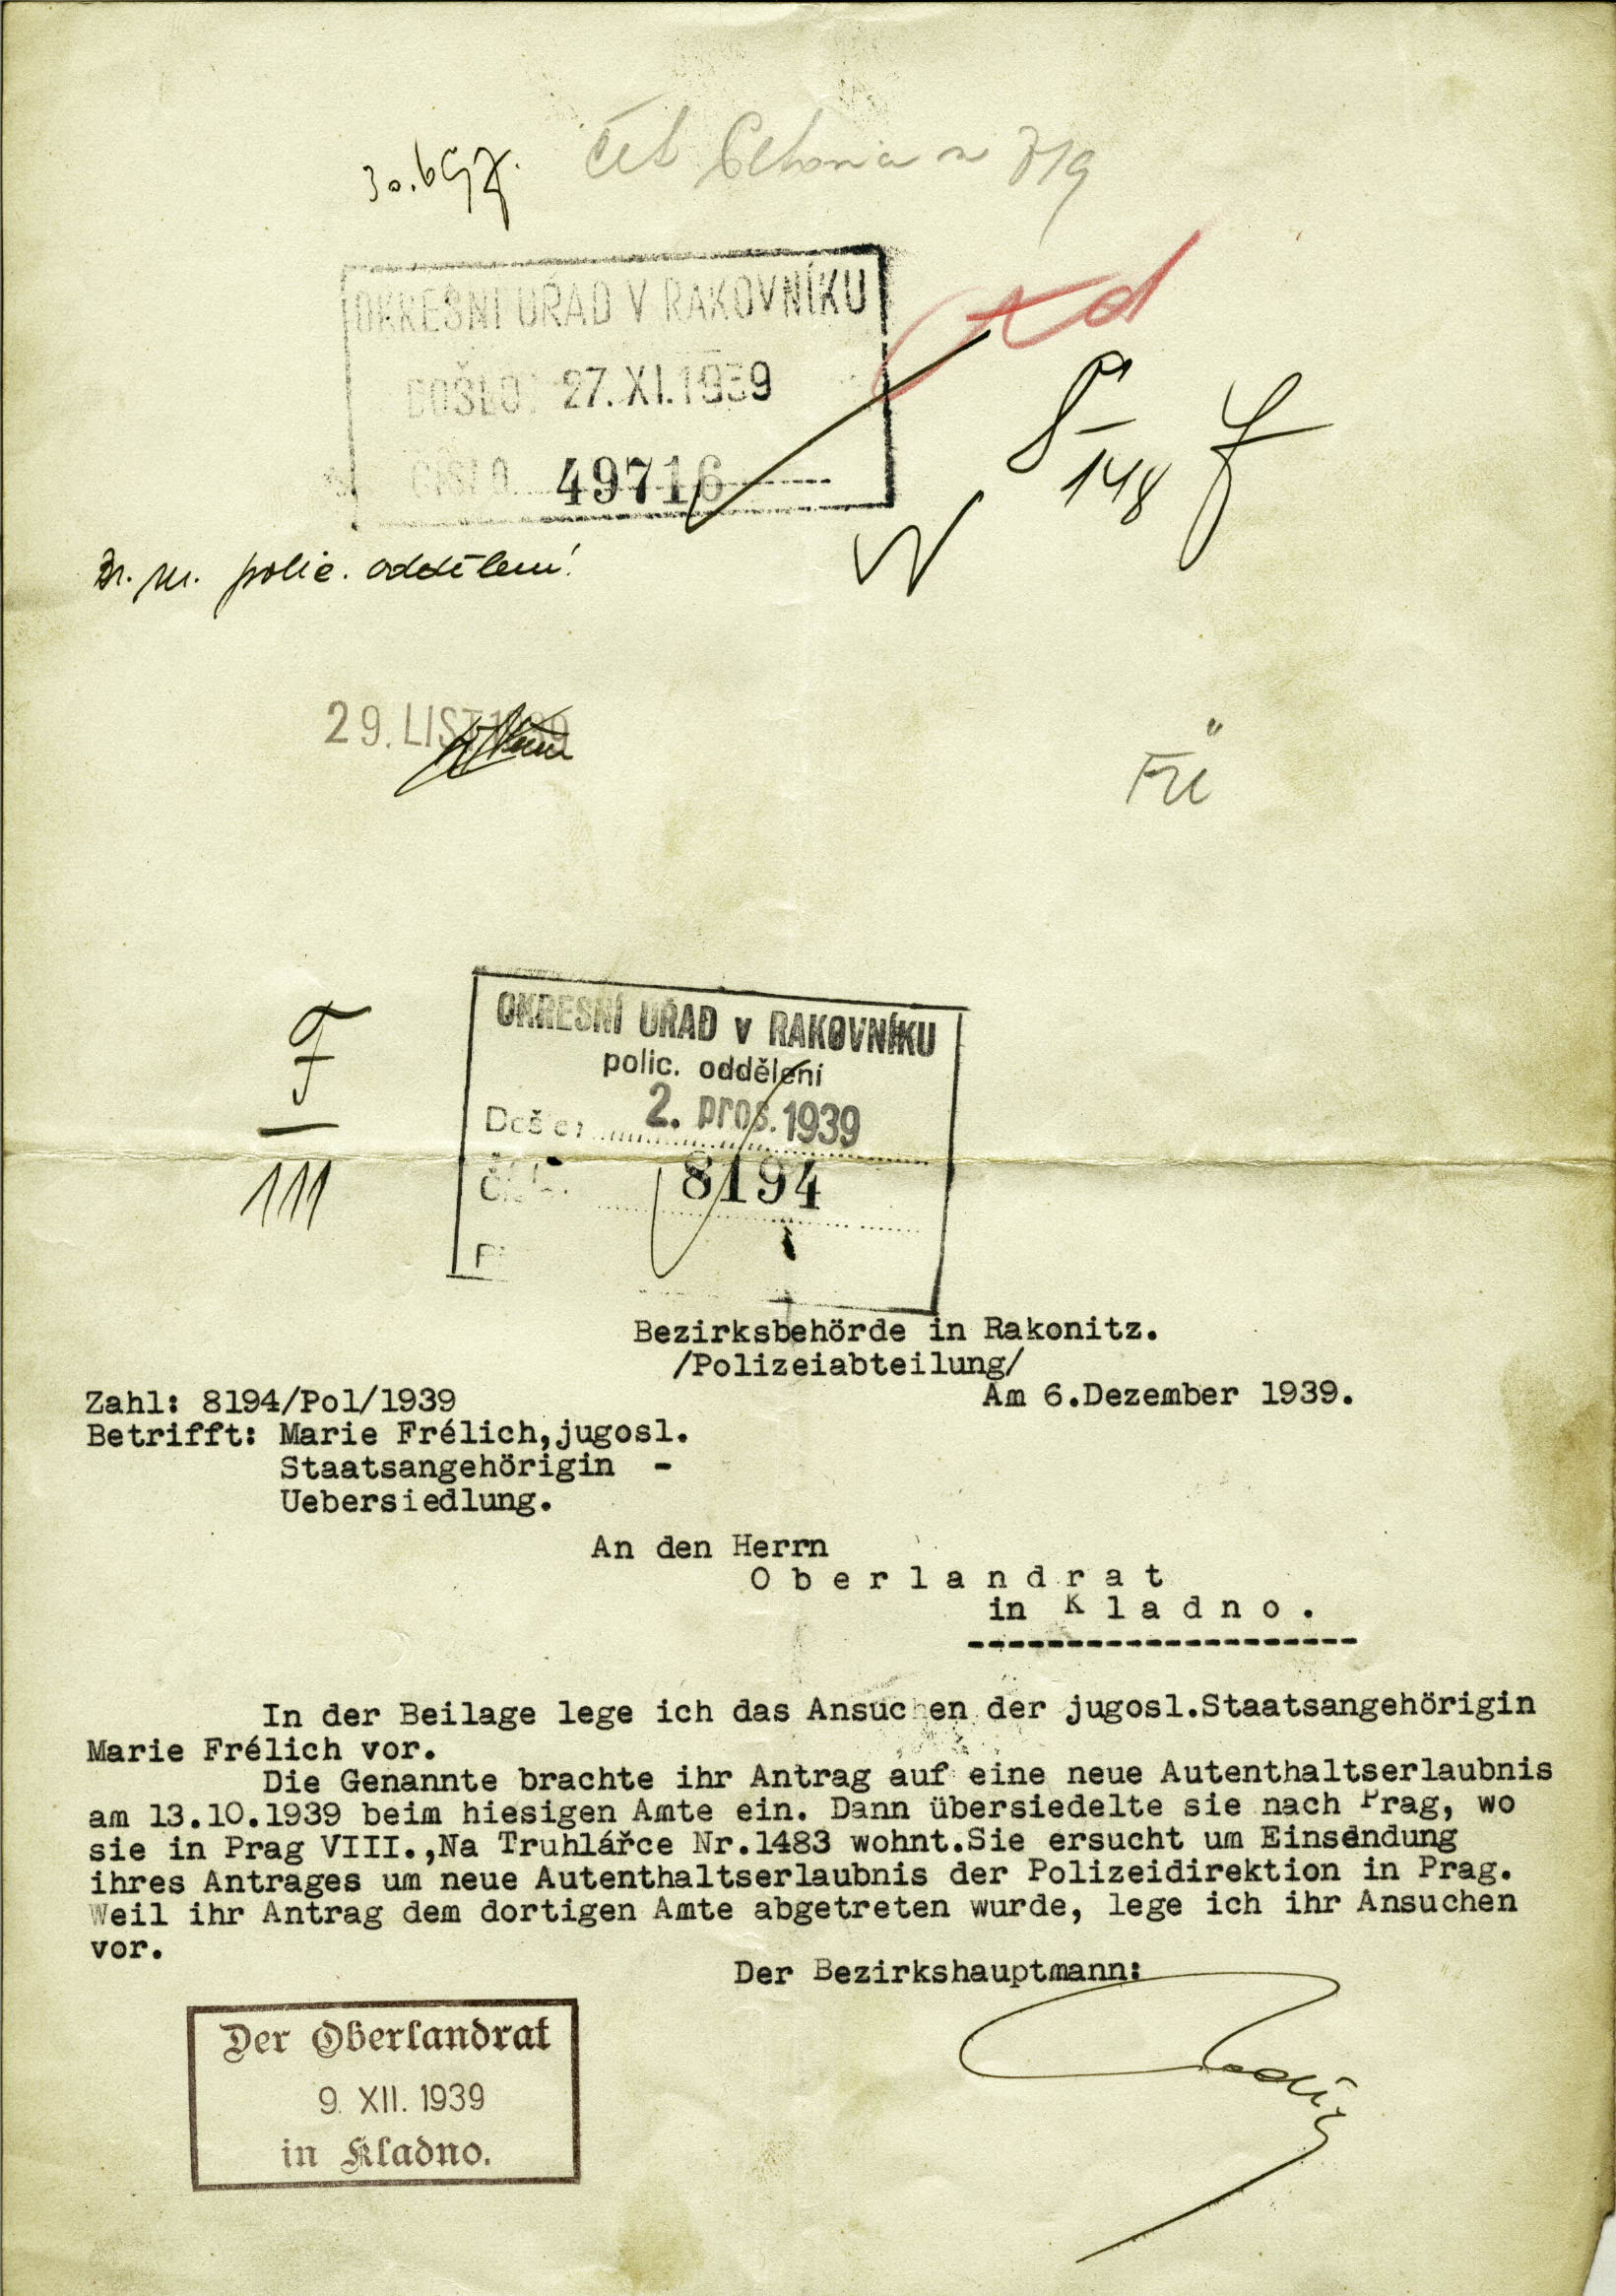 OKRESNÍ ÚŘAD V RAKOVNÍKU
DOŠLO: 27.XI.1939
ČÍSLO 49716
148
polic. oddělení
29. LIST 1939
Frü
F
111
OKRESNÍ ÚŘAD v RAKOVNÍKU
polic. oddělení
Došlo: 2. pros. 1939
8194
Bezirksbehörde in Rakonitz.
/Polizeiabteilung/
Zahl: 8194/Pol/1939 Am 6.Dezember 1939.
Betrifft: Marie Frélich,jugosl.
Staatsangehörigin -
Uebersiedlung.
An den Herrn
O b e r l a n d r a t
in K l a d n o .
--------------------
In der Beilage lege ich das Ansuchen der jugosl.Staatsangehörigin
Marie Frélich vor.
Die Genannte brachte ihr Antrag auf eine neue Autenthaltserlaubnis
am 13.10.1939 beim hiesigen Amte ein. Dann übersiedelte sie nach Prag, wo
sie in Prag VIII.,Na Truhlářce Nr.1483 wohnt.Sie ersucht um Einsendung
ihres Antrages um neue Autenthaltserlaubnis der Polizeidirektion in Prag.
Weil ihr Antrag dem dortigen Amte abgetreten wurde, lege ich ihr Ansuchen
vor.
Der Bezirkshauptmann:
Der Oberlandrat
9. XII. 1939
in Kladno.